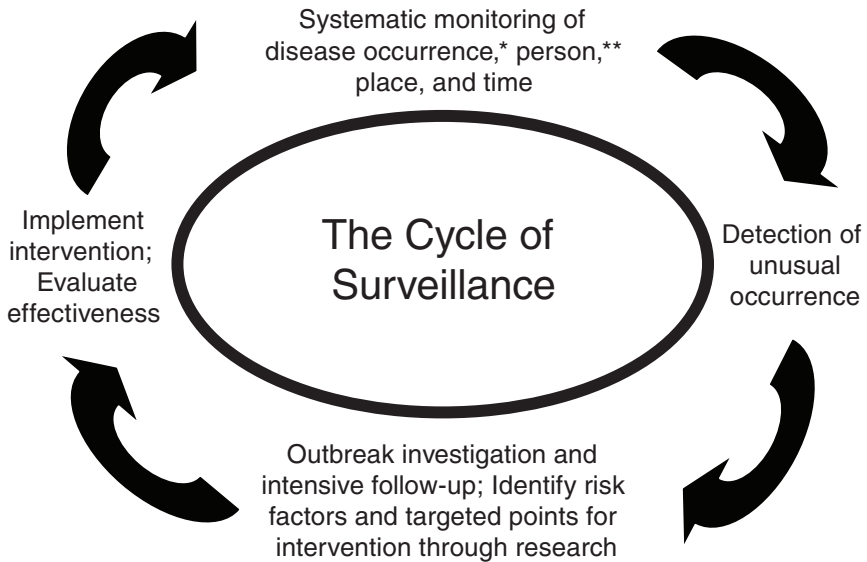 Systematic monitoring of
disease occurrence,* person,**
place, and time
The Cycle of
Surveillance
Detection of
unusual
occurrence
Outbreak investigation and
intensive follow-up; Identify risk
factors and targeted points for
intervention through research
Implement
intervention;
Evaluate
effectiveness